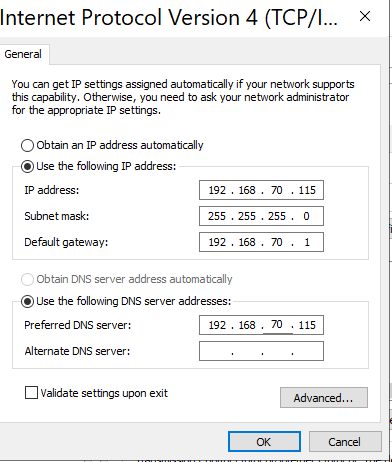 Internet Protocol Version 4 (TCP/I...
General
You can get IP settings assigned automatically if your network supports
this capability. Otherwise, you need to ask your network administrator
for the appropriate IP settings.
Obtain an IP address automatically
Use the following IP address:
IP address: 192 . 168 . 70 . 115
Subnet mask: 255 . 255 . 255 . 0
Default gateway: 192 . 168 . 70 . 1
Obtain DNS server address automatically
Use the following DNS server addresses:
Preferred DNS server: 192 . 168 . 70 . 115
Alternate DNS server: . . .
Validate settings upon exit
Advanced...
OK Cancel